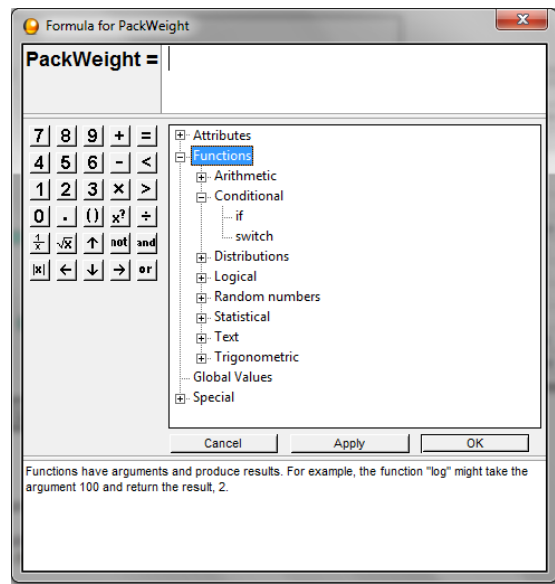 Formula for PackWeight
PackWeight =
7 8 9 + =
4 5 6 - <
1 2 3 × >
0 . () x? ÷
1/x √x ↑ not and
|x| ← ↓ → or
Attributes
Functions
Arithmetic
Conditional
if
switch
Distributions
Logical
Random numbers
Statistical
Text
Trigonometric
Global Values
Special
Cancel Apply OK
Functions have arguments and produce results. For example, the function "log" might take the
argument 100 and return the result, 2.